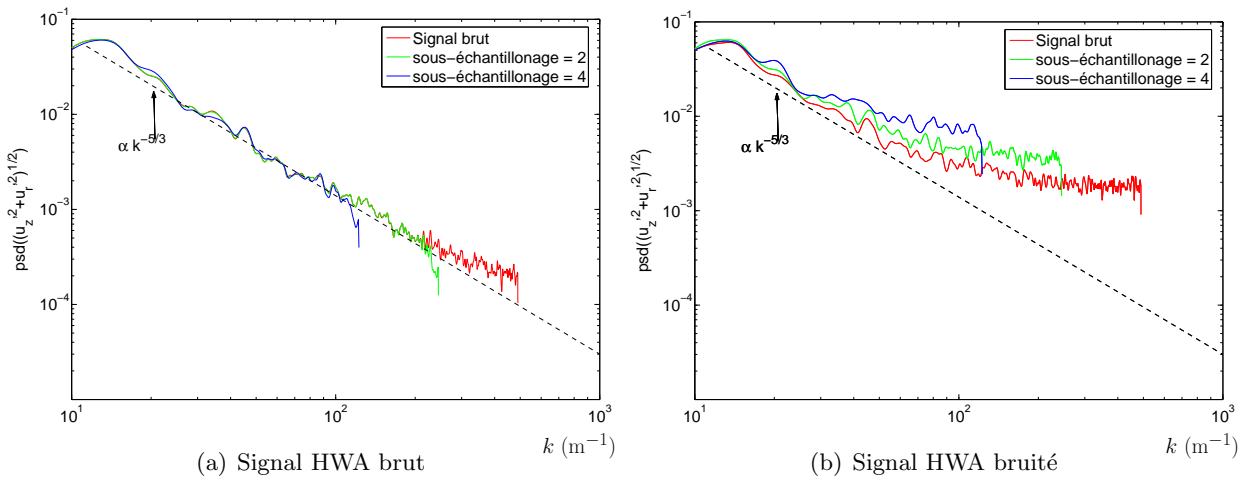 10^{-1}
10^{-2}
10^{-3}
10^{-4}
psd((u_z'^2+u_r'^2)^{1/2})
Signal brut
sous−échantillonage = 2
sous−échantillonage = 4
α k^{−5/3}
10^1
10^2
10^3
k (m^{−1})
(a) Signal HWA brut
10^{-1}
10^{-2}
10^{-3}
10^{-4}
psd((u_z'^2+u_r'^2)^{1/2})
Signal brut
sous−échantillonage = 2
sous−échantillonage = 4
α k^{−5/3}
10^1
10^2
10^3
k (m^{−1})
(b) Signal HWA bruité